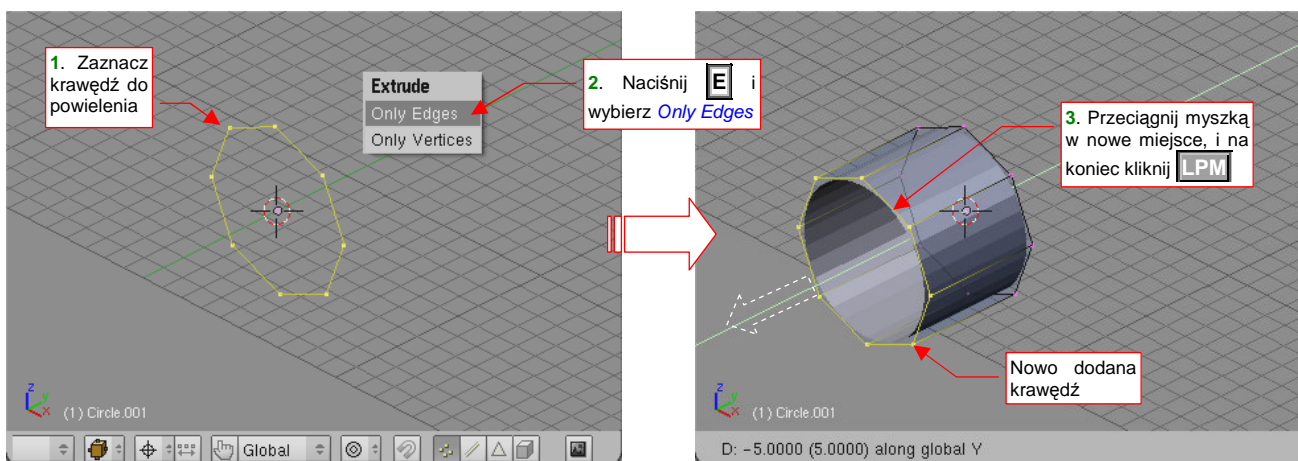 1. Zaznacz
krawędź do
powielenia
Extrude
Only Edges
Only Vertices
2. Naciśnij E i
wybierz Only Edges
z
y
x
(1) Circle.001
Global
3. Przeciągnij myszką
w nowe miejsce, i na
koniec kliknij LPM
Nowo dodana
krawędź
z
y
x
(1) Circle.001
D: -5.0000 (5.0000) along global Y